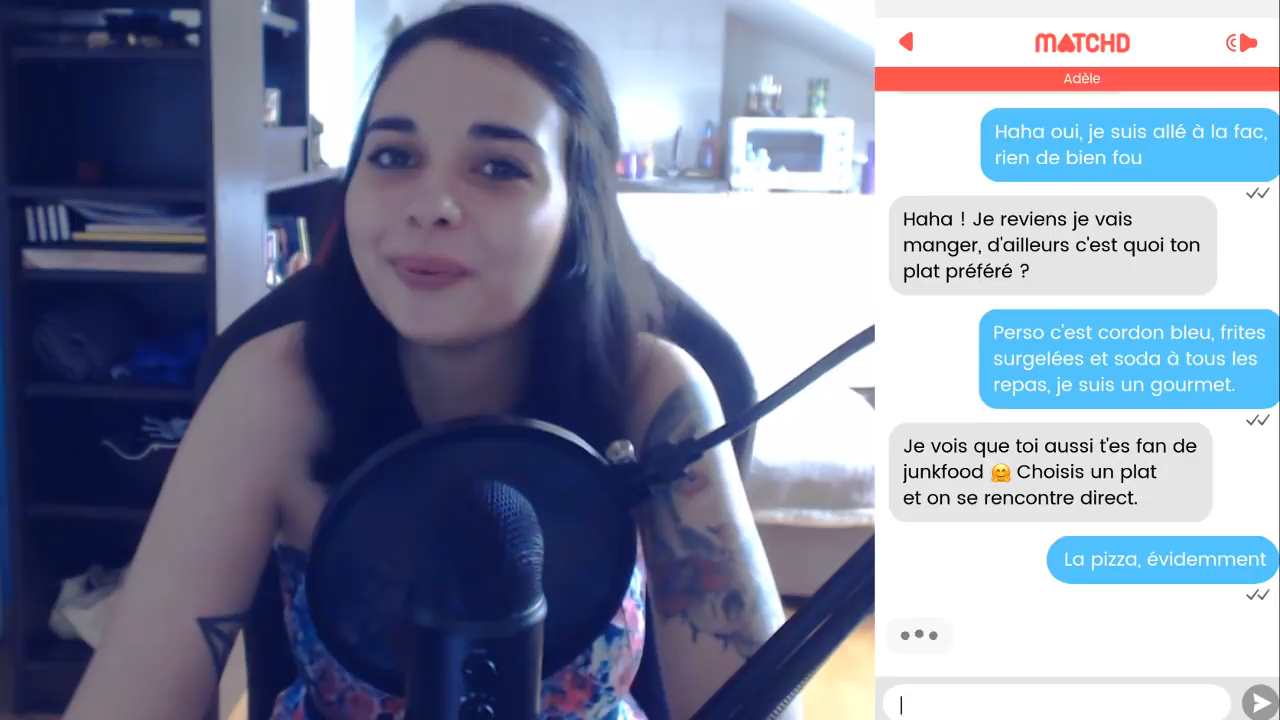 MATCHD
Adèle
Haha oui, je suis allé à la fac,
rien de bien fou
Haha ! Je reviens je vais
manger, d'ailleurs c'est quoi ton
plat préféré ?
Perso c'est cordon bleu, frites
surgelées et soda à tous les
repas, je suis un gourmet.
Je vois que toi aussi t'es fan de
junkfood 🤗 Choisis un plat
et on se rencontre direct.
La pizza, évidemment